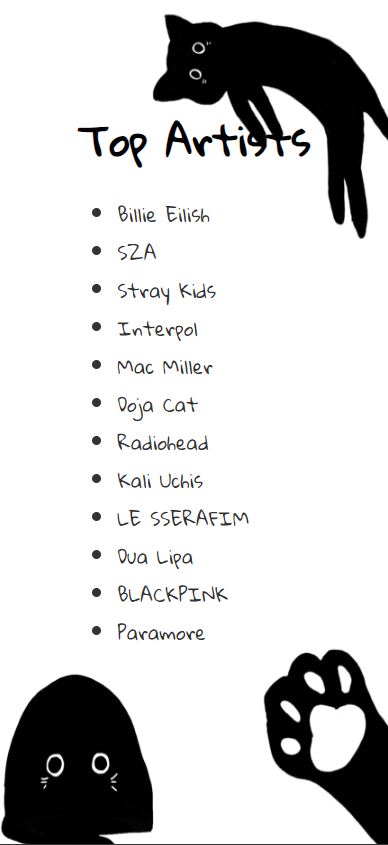 Top Artists
Billie Eilish
SZA
Stray Kids
Interpol
Mac Miller
Doja Cat
Radiohead
Kali Uchis
LE SSERAFIM
Dua Lipa
BLACKPINK
Paramore